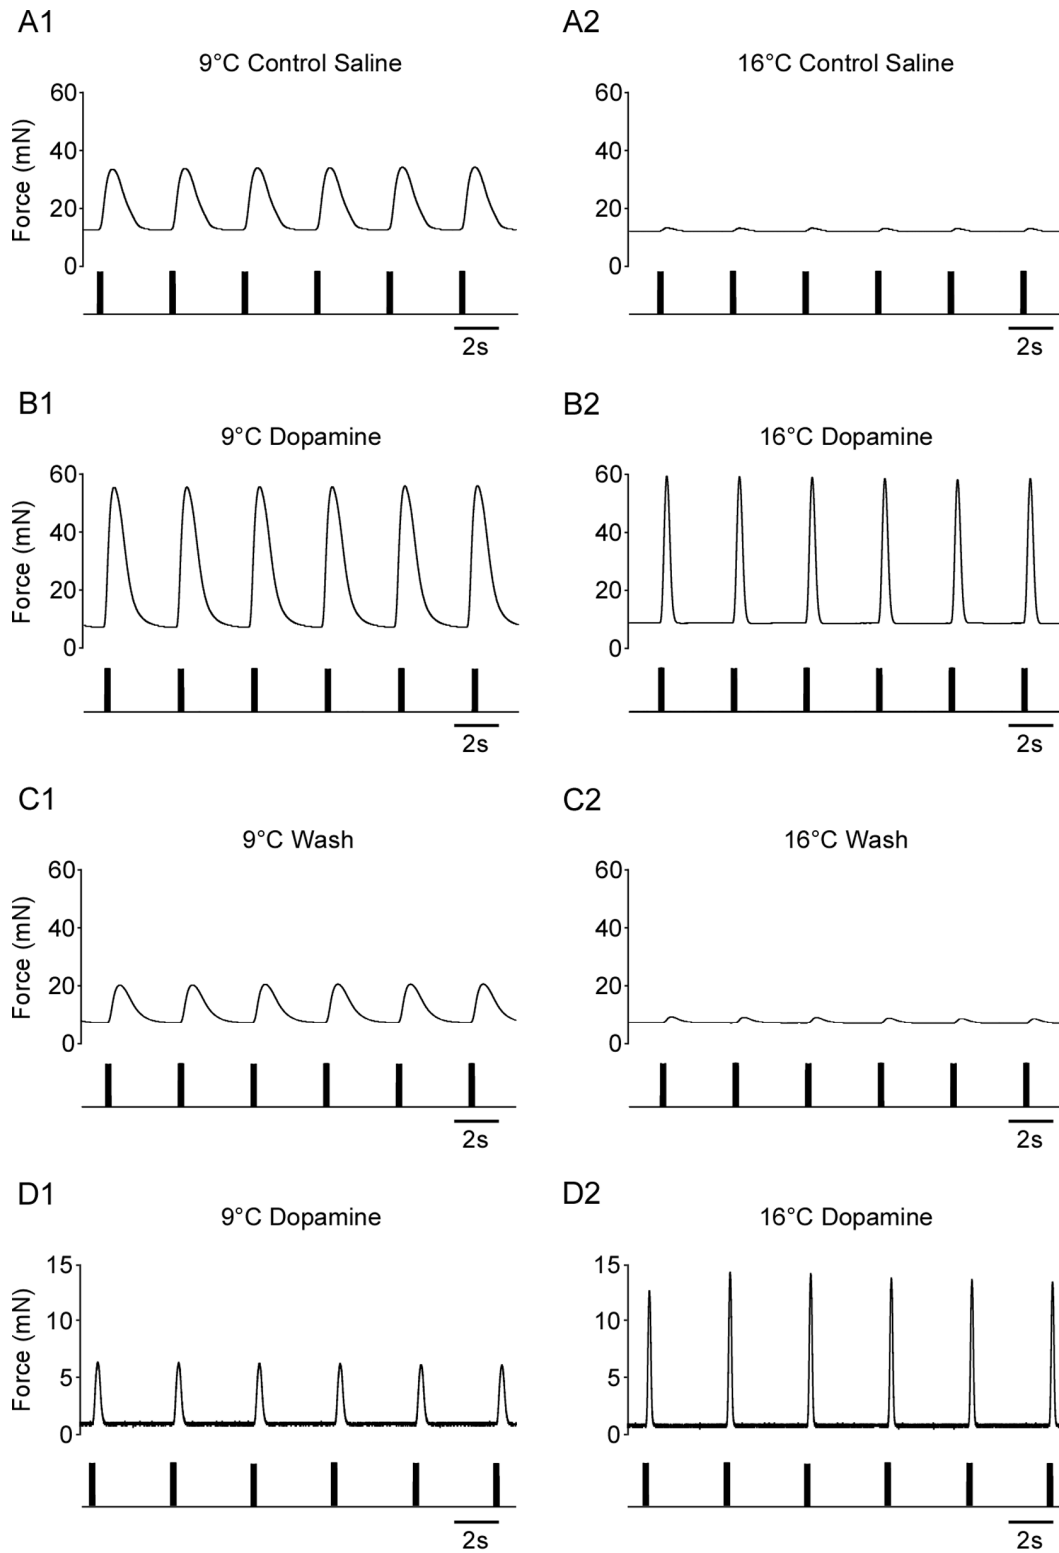 A1
9°C Control Saline
Force (mN)
60
40
20
0
2s
A2
16°C Control Saline
60
40
20
0
2s
B1
9°C Dopamine
Force (mN)
60
40
20
0
2s
B2
16°C Dopamine
60
40
20
0
2s
C1
9°C Wash
Force (mN)
60
40
20
0
2s
C2
16°C Wash
60
40
20
0
2s
D1
9°C Dopamine
Force (mN)
15
10
5
0
2s
D2
16°C Dopamine
15
10
5
0
2s